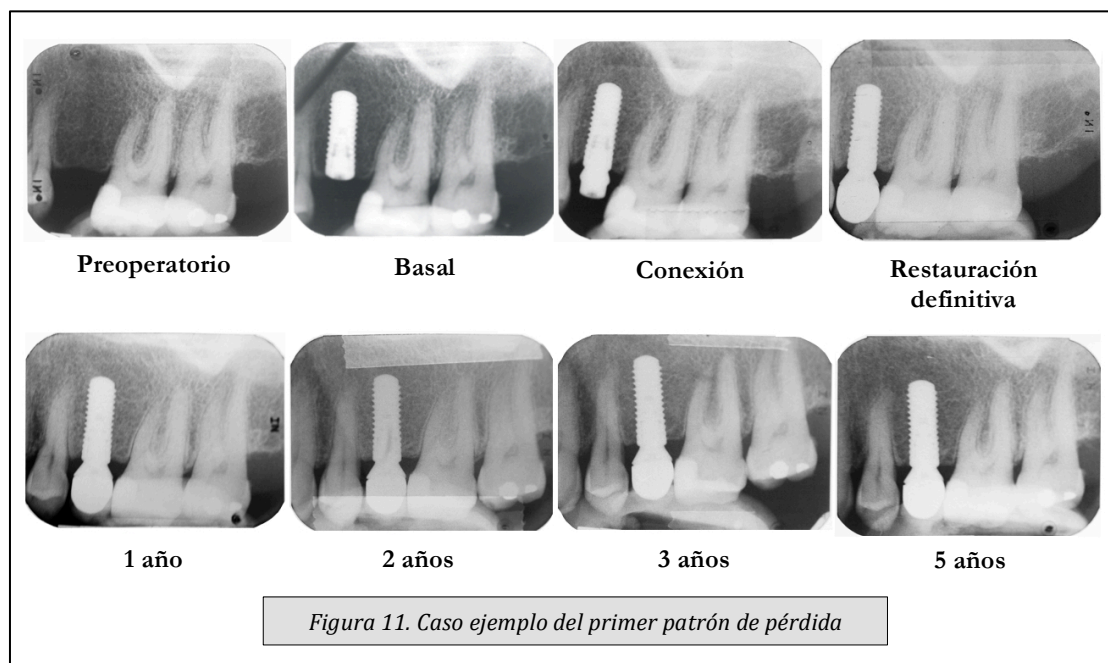 Preoperatorio
Basal
Conexión
Restauración
definitiva
1 año
2 años
3 años
5 años
Figura 11. Caso ejemplo del primer patrón de pérdida